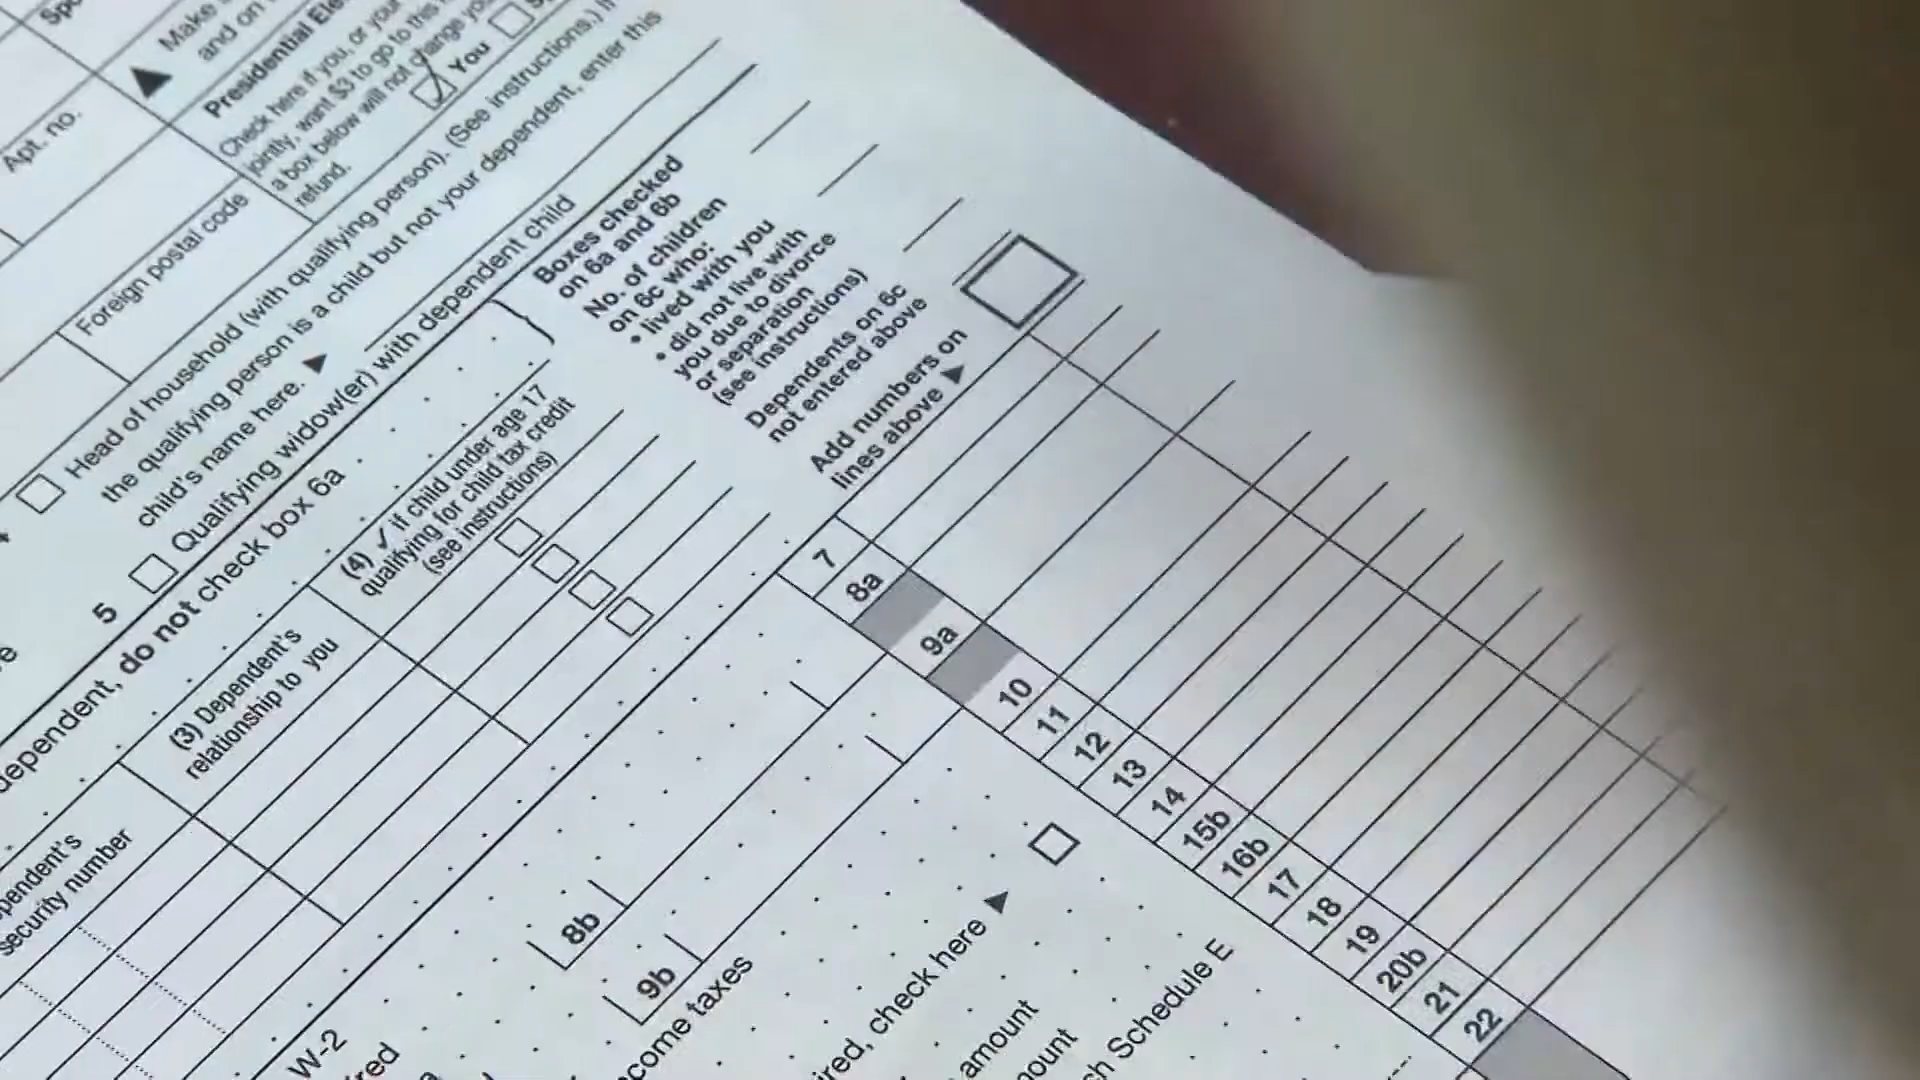 Make
and on
Presidential Ele
Check here if you, or your
jointly, want $3 to go to this
a box below will not change you
refund.
You
Apt. no.
Foreign postal code
Head of household (with qualifying person). (See instructions.) If
the qualifying person is a child but not your dependent, enter this
child's name here. ▶
5 Qualifying widow(er) with dependent child
dependent, do not check box 6a
Boxes checked
on 6a and 6b
No. of children
on 6c who:
• lived with you
• did not live with
you due to divorce
or separation
(see instructions)
Dependents on 6c
not entered above
Add numbers on
lines above ▶
(3) Dependent's
relationship to you
(4) ✓ if child under age 17
qualifying for child tax credit
(see instructions)
pendent's
security number
7
8a
8b
9a
9b
10
11
12
13
14
15b
16b
17
18
19
20b
21
22
W-2
come taxes
ired, check here ▶
amount
ch Schedule E